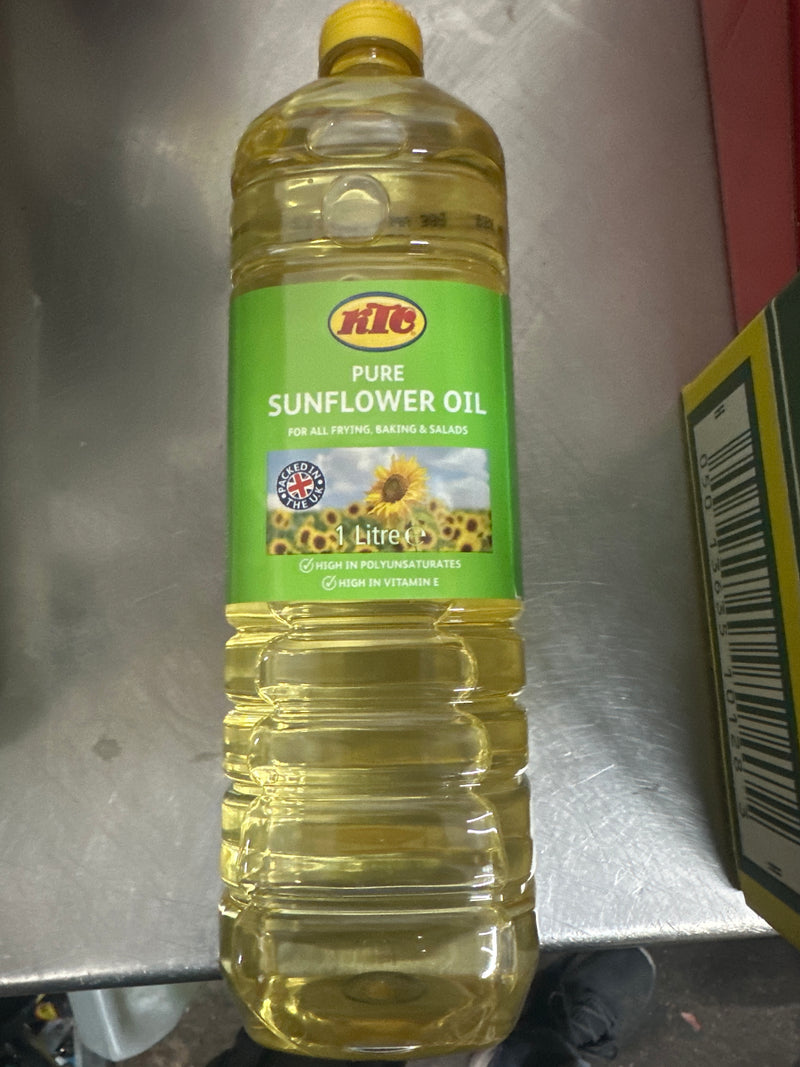 KTC
PURE
SUNFLOWER OIL
FOR ALL FRYING, BAKING & SALADS
PACKED IN
THE U.K
1 Litre ℮
HIGH IN POLYUNSATURATES
HIGH IN VITAMIN E